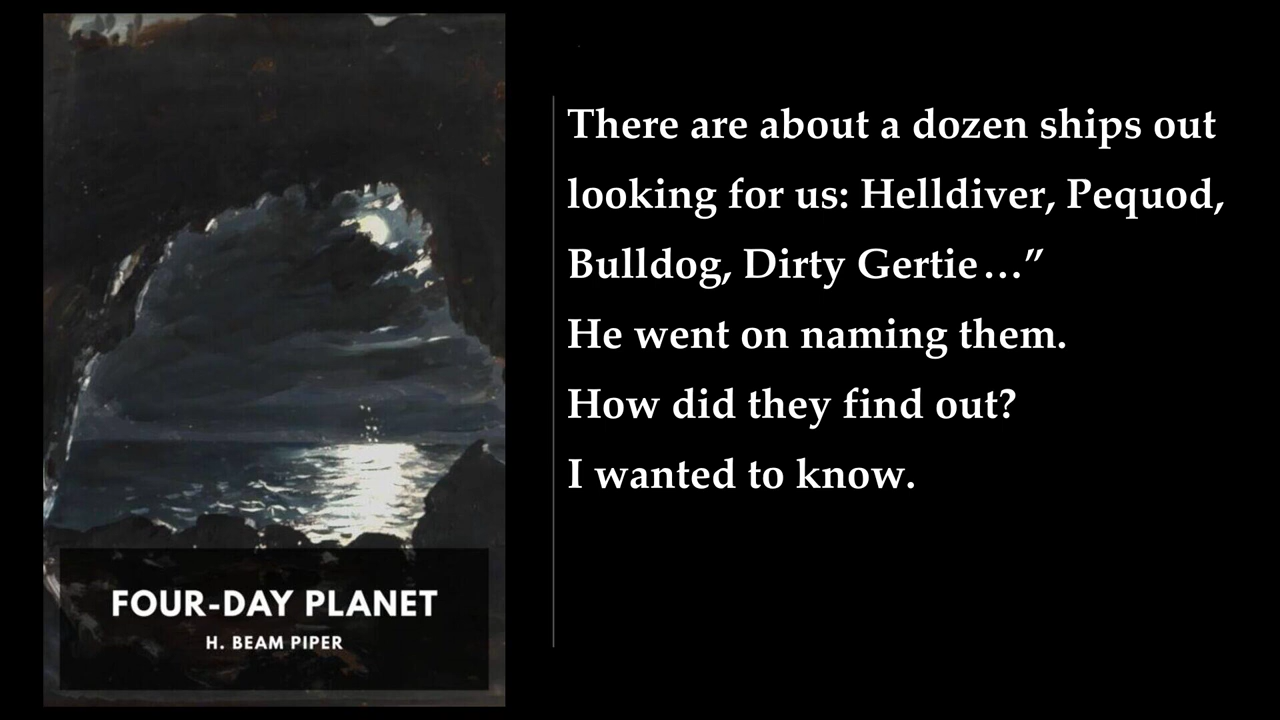 There are about a dozen ships out
looking for us: Helldiver, Pequod,
Bulldog, Dirty Gertie…”
He went on naming them.
How did they find out?
I wanted to know.
FOUR-DAY PLANET
H. BEAM PIPER